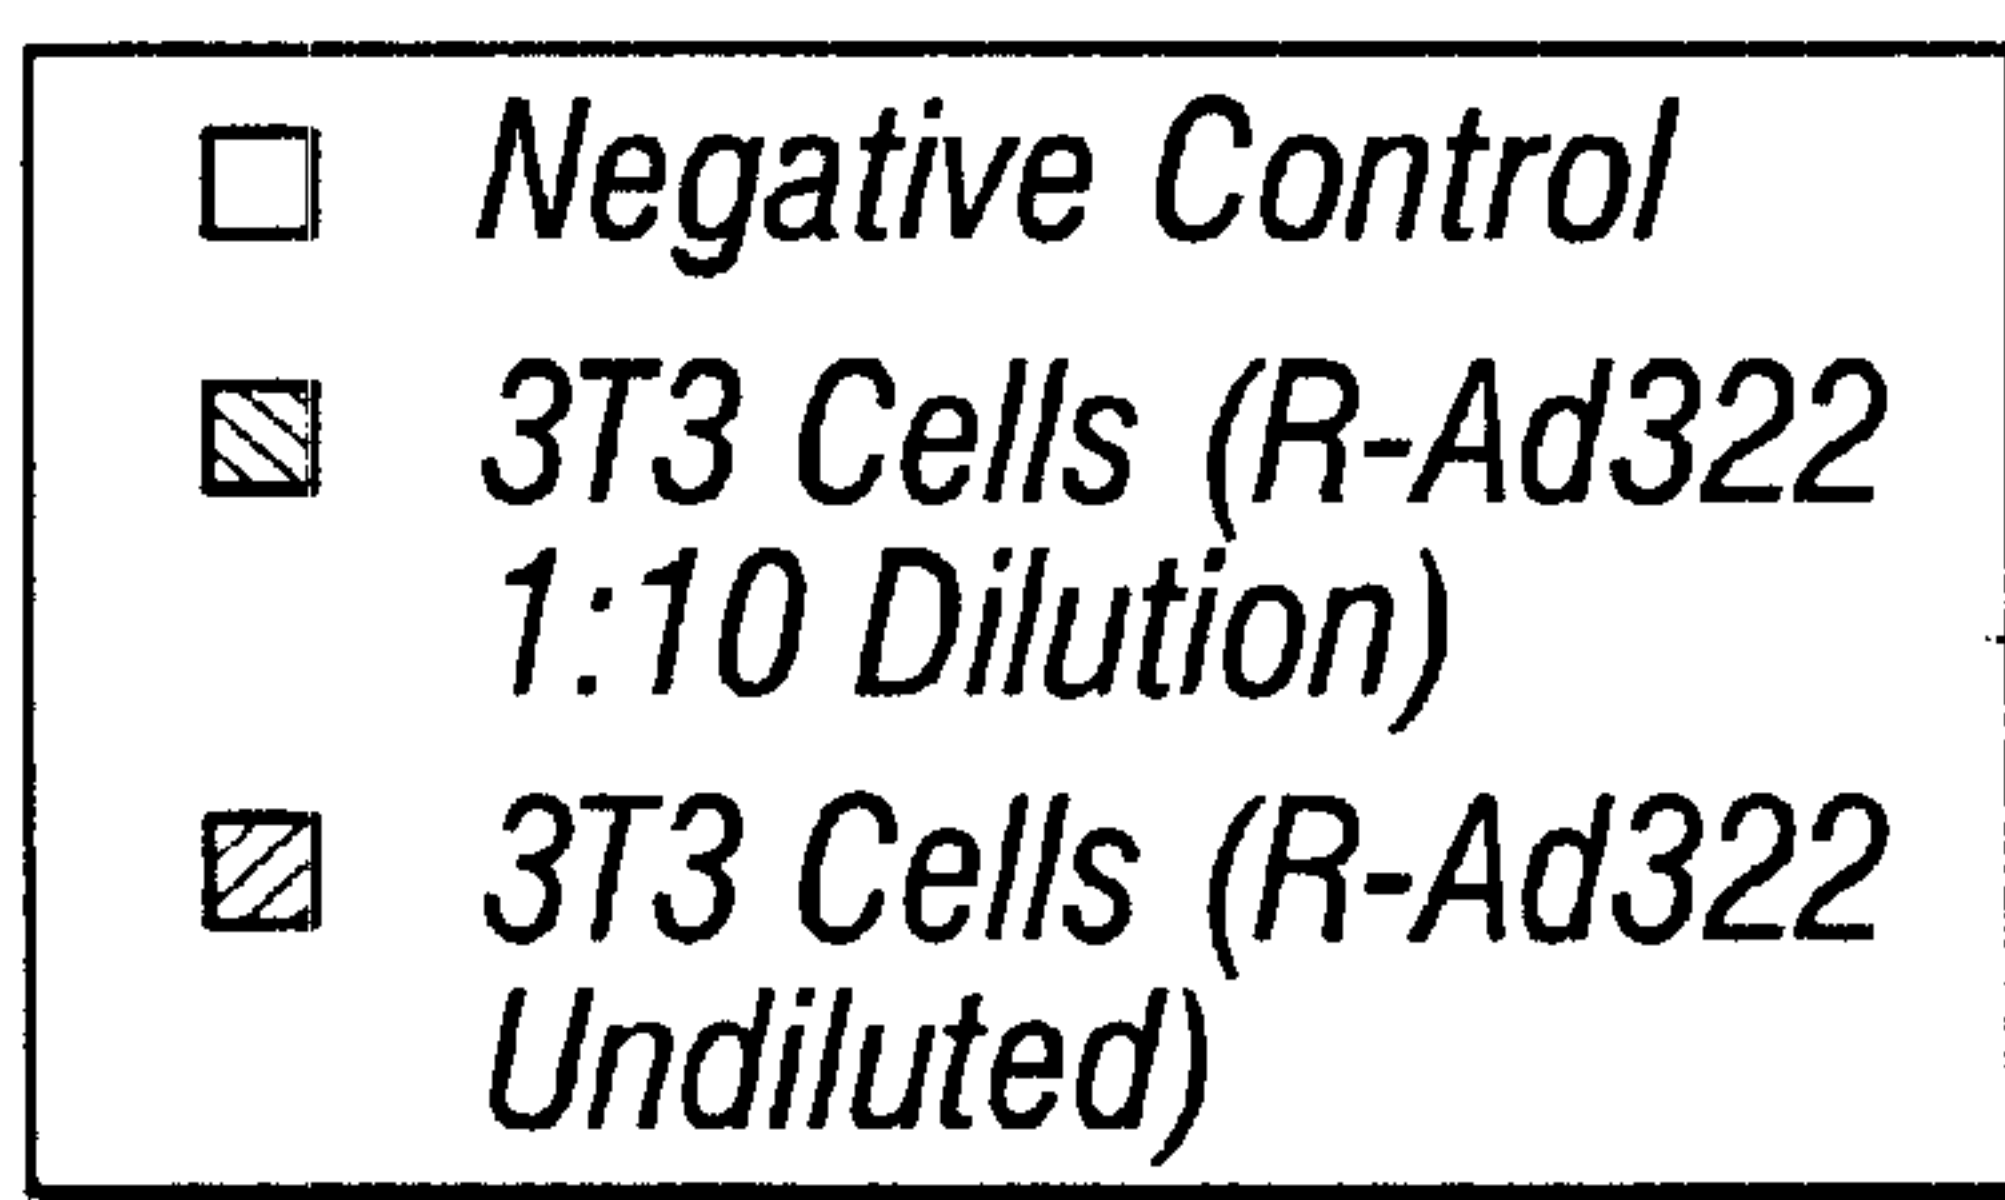 Negative Control
3T3 Cells (R-Ad322
1:10 Dilution)
3T3 Cells (R-Ad322
Undiluted)